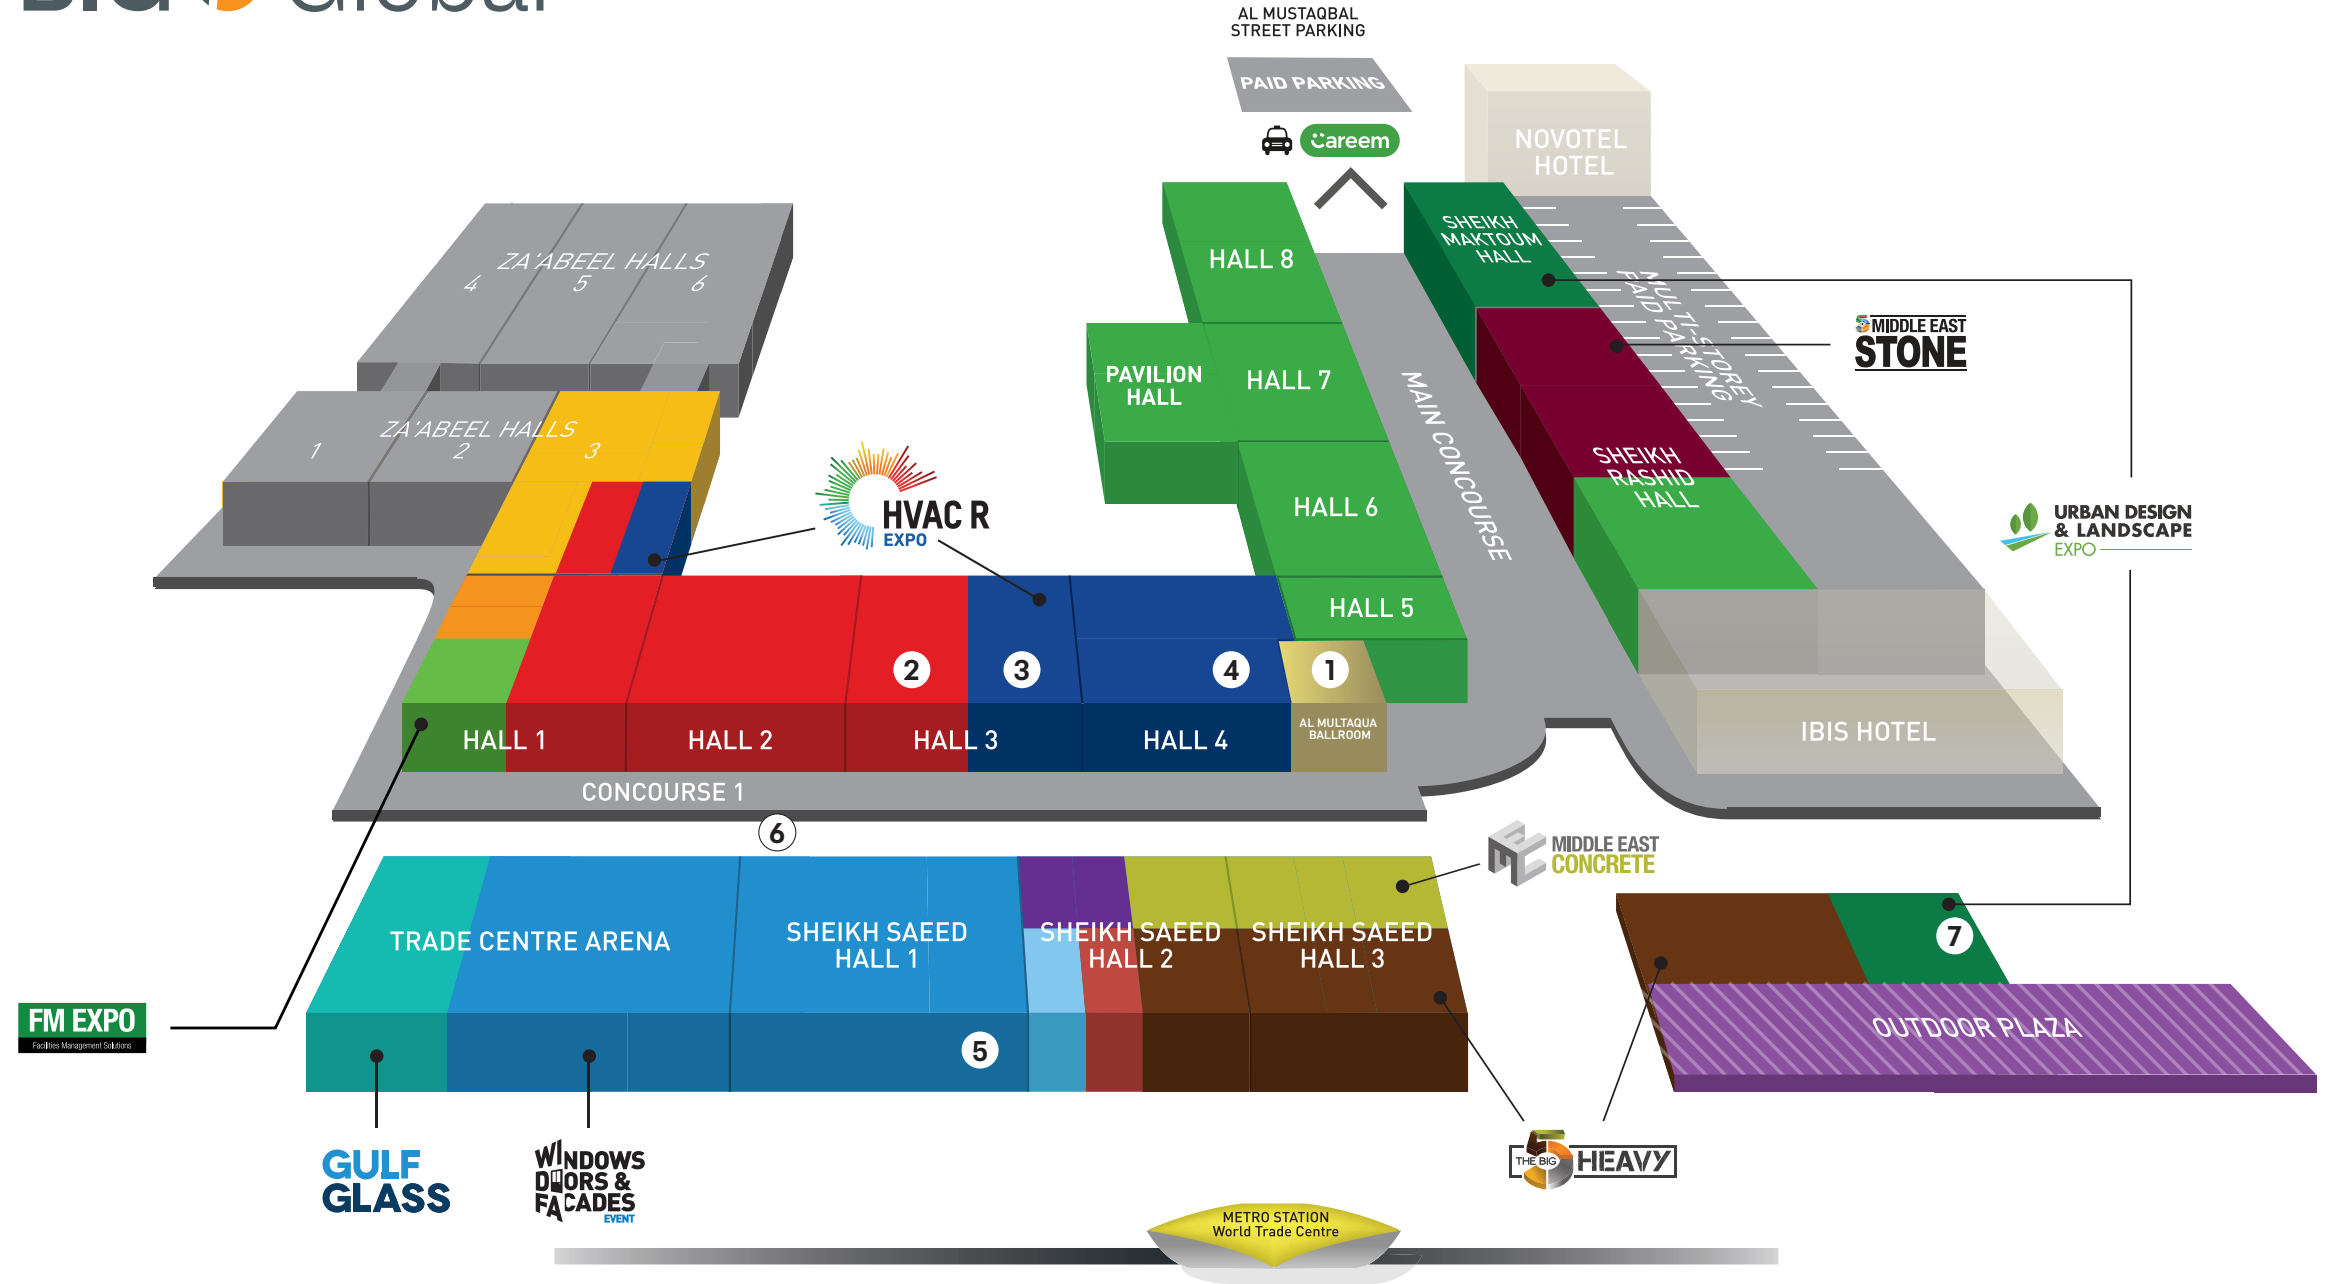 BIG 5 Global
AL MUSTAQBAL
STREET PARKING
PAID PARKING
Careem
NOVOTEL
HOTEL
SHEIKH
MAKTOUM
HALL
MULTI-STOREY
PAID PARKING
MIDDLE EAST
STONE
HALL 8
ZA'ABEEL HALLS
4
5
6
PAVILION
HALL
HALL 7
MAIN CONCOURSE
ZA'ABEEL HALLS
1
2
3
SHEIKH
RASHID
HALL
HVAC R
EXPO
HALL 6
URBAN DESIGN
& LANDSCAPE
EXPO
HALL 5
2
3
4
1
HALL 1
HALL 2
HALL 3
HALL 4
AL MULTAQUA
BALLROOM
IBIS HOTEL
CONCOURSE 1
6
MIDDLE EAST
CONCRETE
TRADE CENTRE ARENA
SHEIKH SAEED
HALL 1
SHEIKH SAEED
HALL 2
SHEIKH SAEED
HALL 3
7
FM EXPO
Facilities Management Solutions
5
OUTDOOR PLAZA
GULF
GLASS
WINDOWS
DOORS &
FACADES
EVENT
THE BIG
5
HEAVY
METRO STATION
World Trade Centre